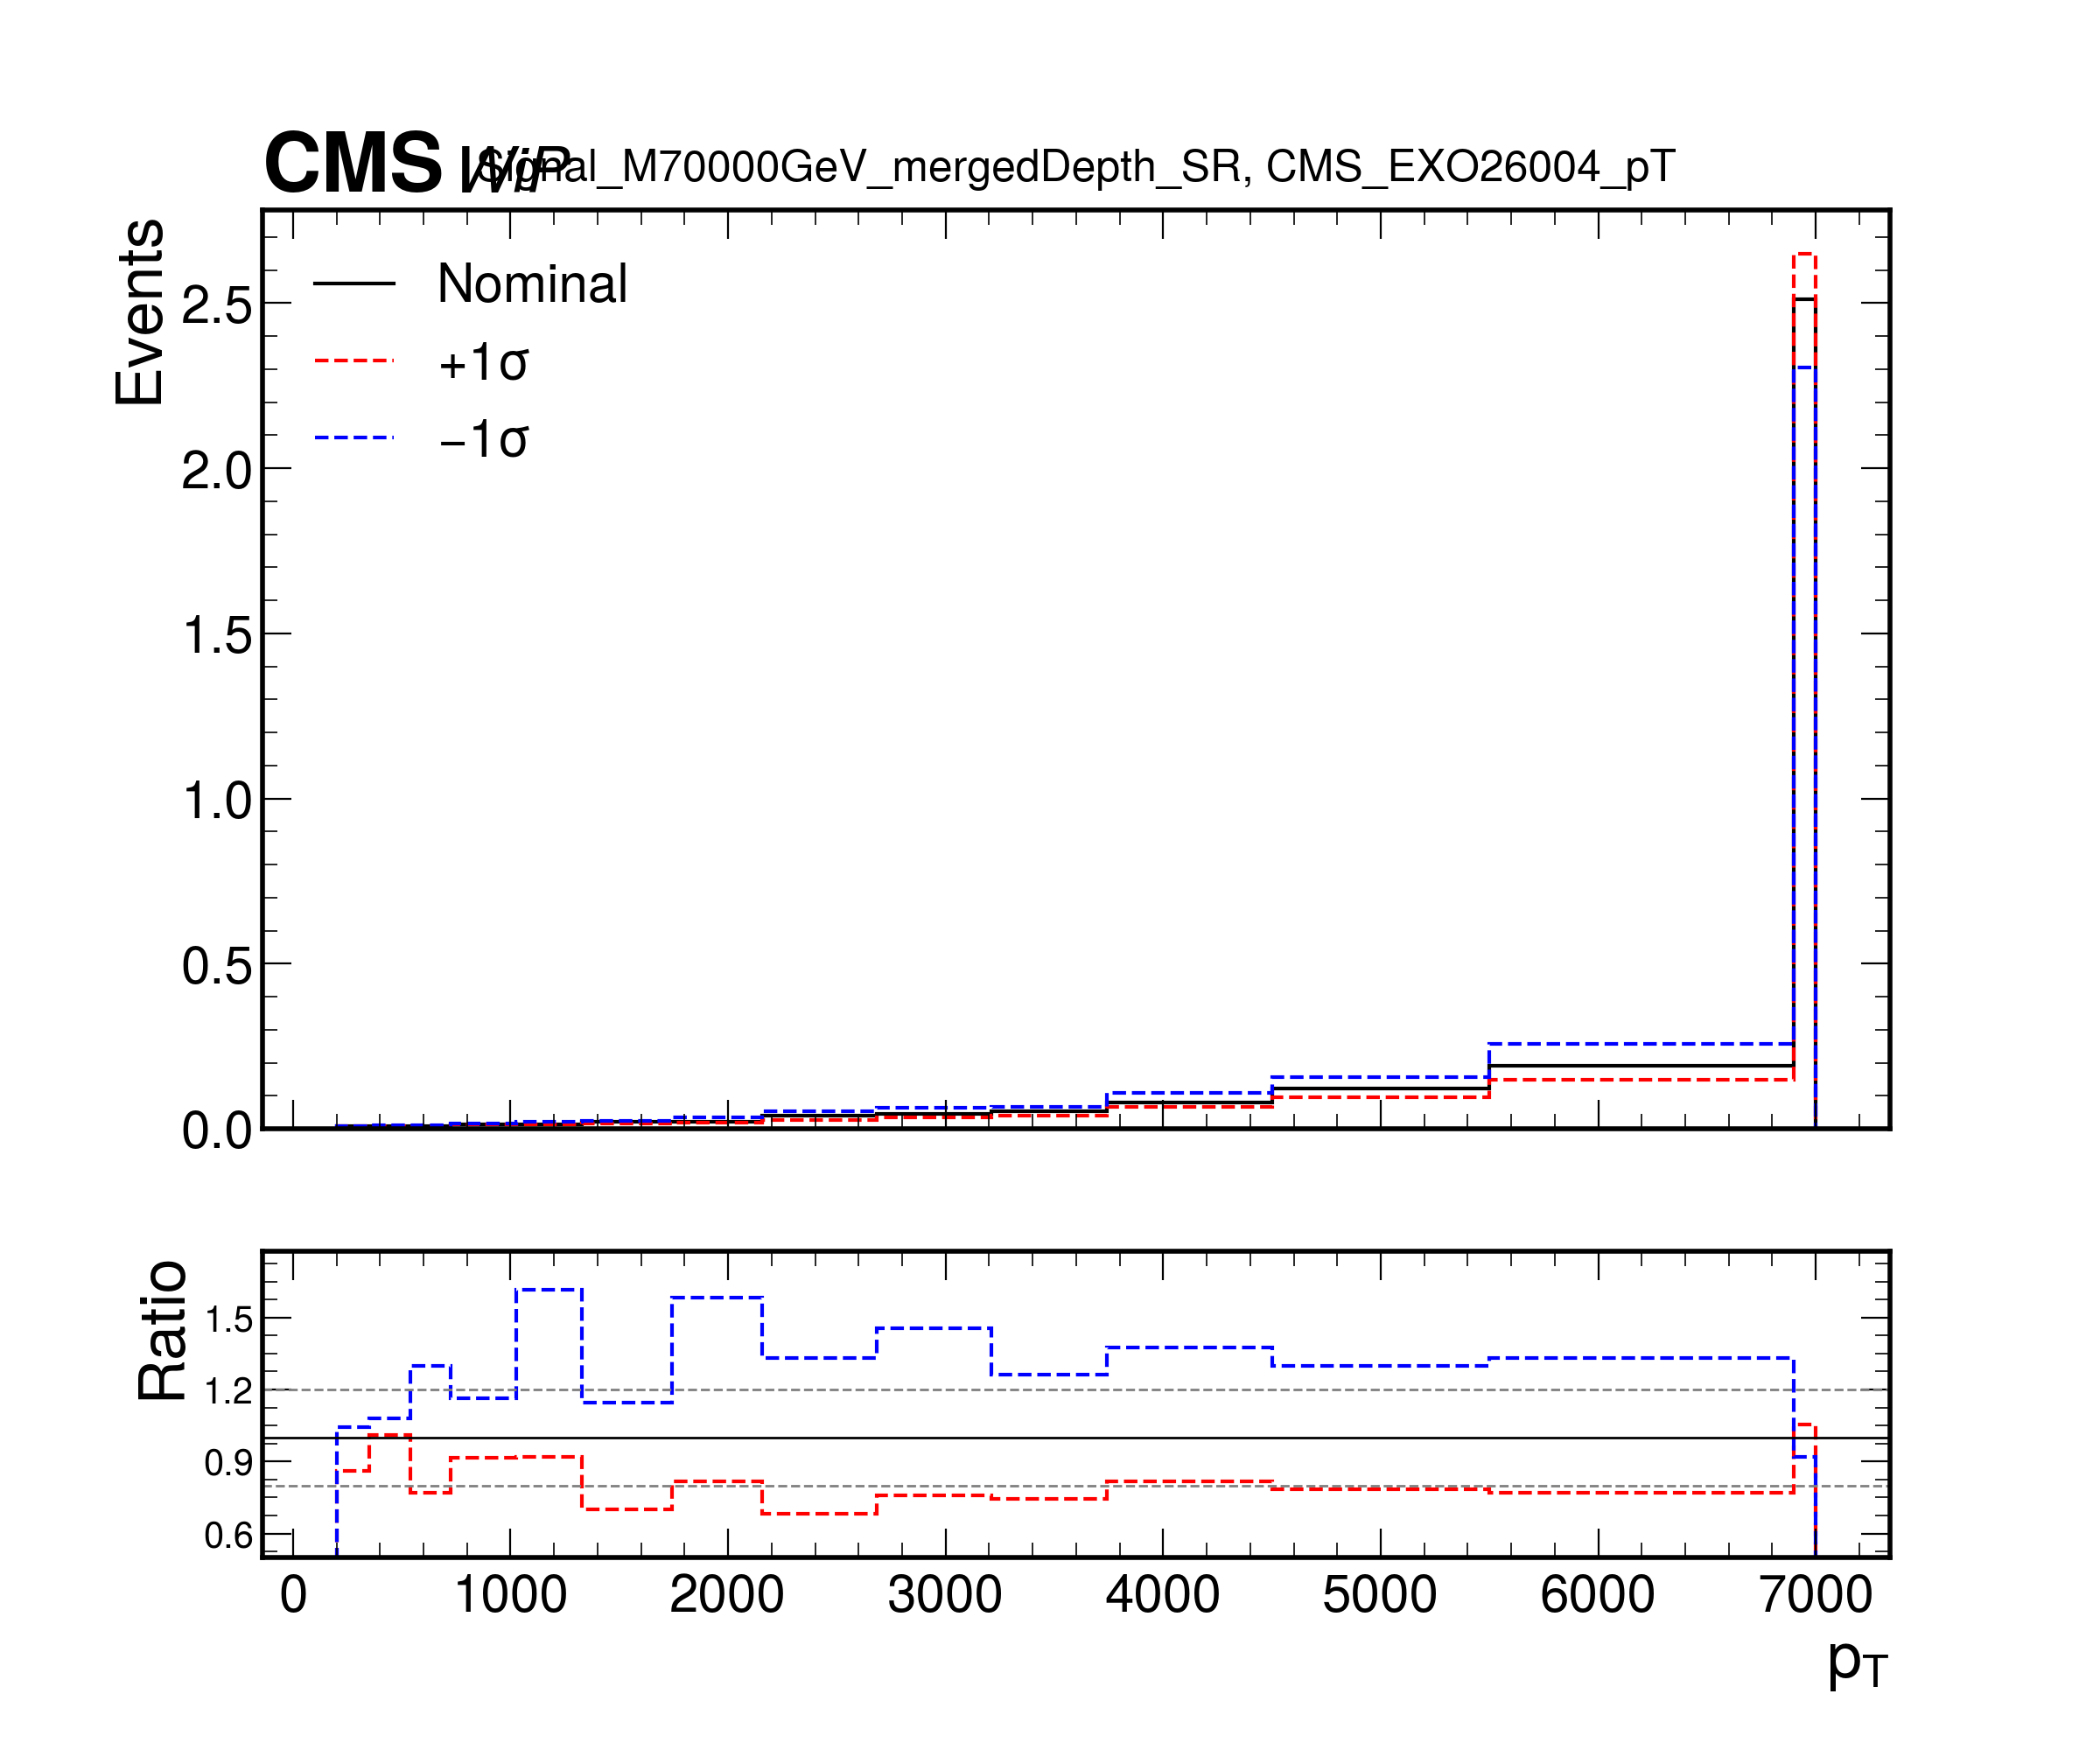 CMS WiP
Signal_M70000GeV_mergedDepth_SR, CMS_EXO26004_pT
Events
2.5
2.0
1.5
1.0
0.5
0.0
Nominal
+1σ
−1σ
Ratio
1.5
1.2
0.9
0.6
0 1000 2000 3000 4000 5000 6000 7000
pT